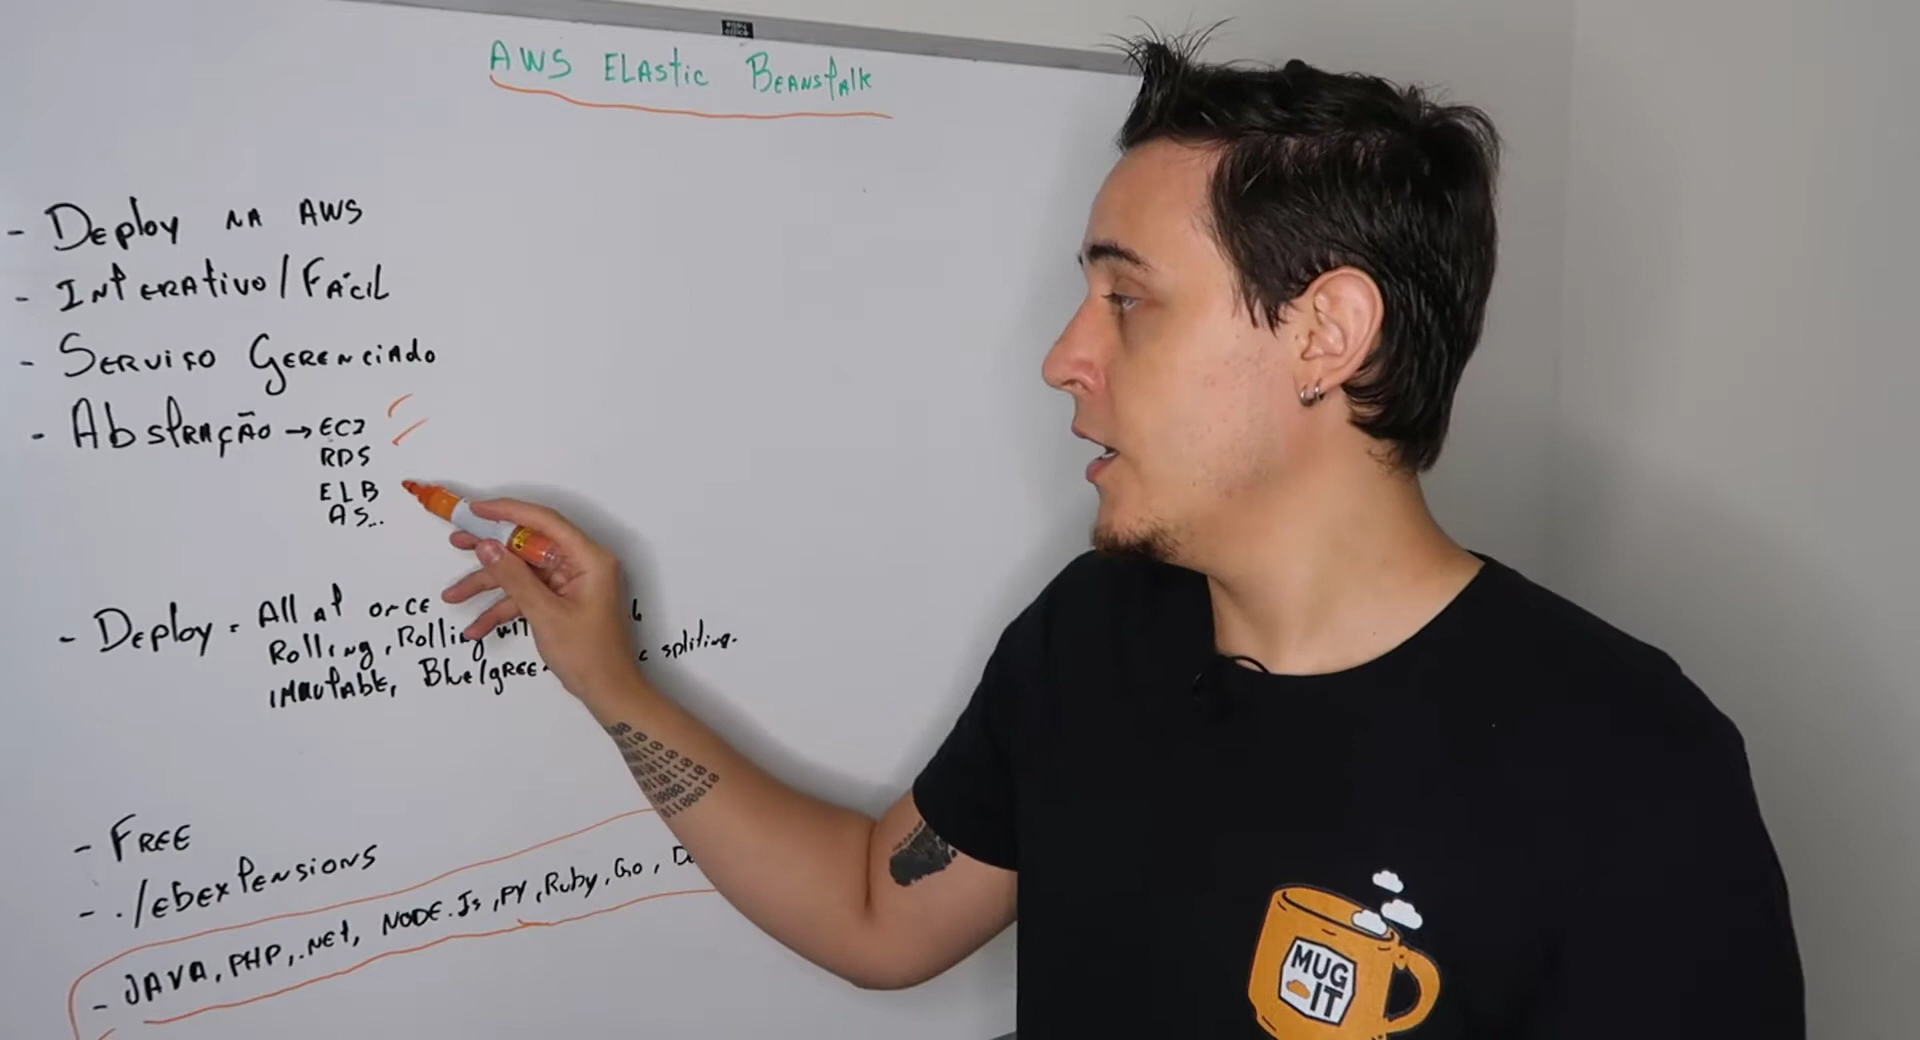 AWS Elastic Beanstalk
- Deploy na AWS
- Interativo/Fácil
- Serviço Gerenciado
- Abstração → EC2
RDS
ELB
AS...
- Deploy = All at once
Rolling, Rolling
immutable, Blue/gree spliting.
- Free
- ./ebextensions
- JAVA, PHP, .Net, NODE.Js, PY, Ruby, Go,
MUG
IT